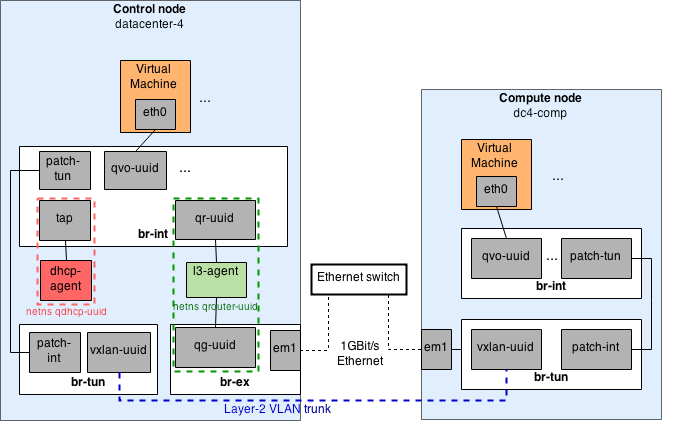 Control node
datacenter-4
Virtual
Machine
eth0
...
patch-
tun
qvo-uuid
...
tap
qr-uuid
br-int
dhcp-
agent
l3-agent
netns qdhcp-uuid
netns qrouter-uuid
patch-
int
vxlan-uuid
br-tun
qg-uuid
em1
br-ex
Ethernet switch
1GBit/s
Ethernet
Layer-2 VLAN trunk
Compute node
dc4-comp
Virtual
Machine
eth0
...
qvo-uuid
...
patch-tun
br-int
em1
vxlan-uuid
patch-int
br-tun